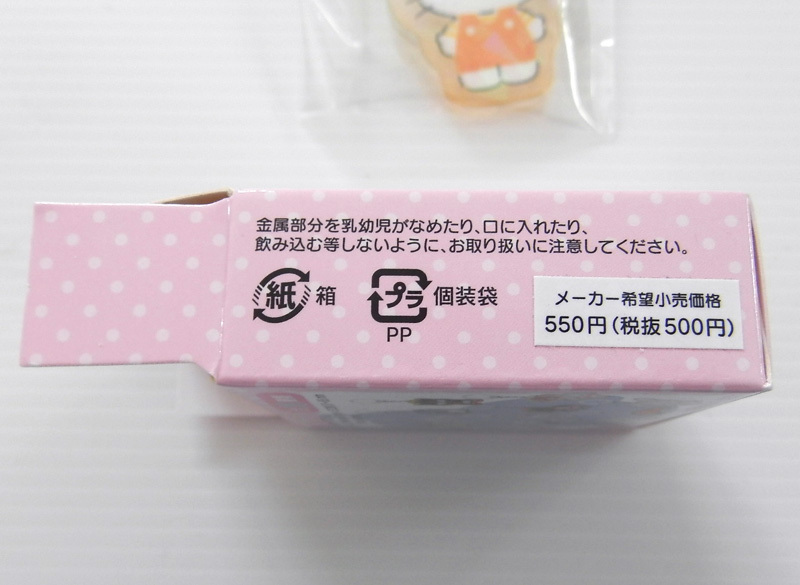 金属部分を乳幼児がなめたり、口に入れたり、
飲み込む等しないように、お取り扱いに注意してください。
紙 箱 プラ 個装袋
PP
メーカー希望小売価格
550円(税抜500円)